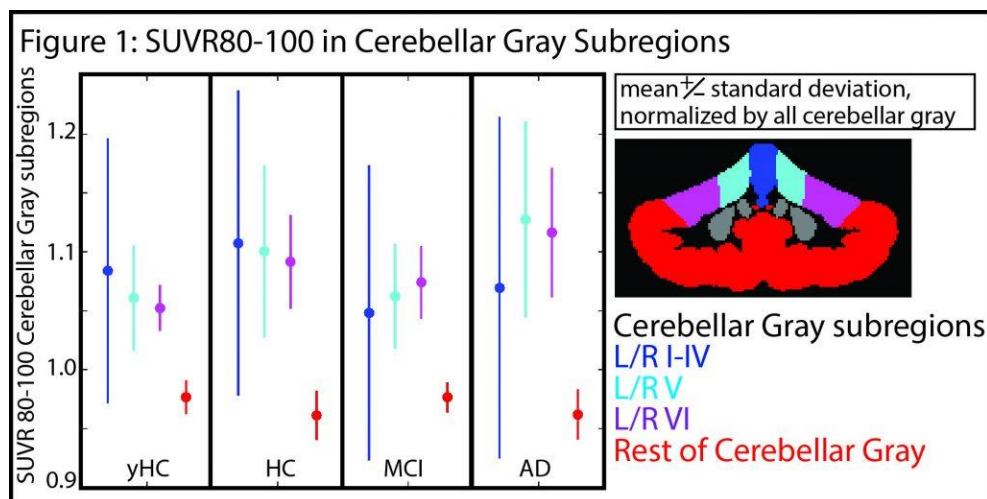 Figure 1: SUVR80-100 in Cerebellar Gray Subregions
SUVR 80-100 Cerebellar Gray subregions
1.2
1.1
1.0
0.9
yHC
HC
MCI
AD
mean +/- standard deviation,
normalized by all cerebellar gray
Cerebellar Gray subregions
L/R I-IV
L/R V
L/R VI
Rest of Cerebellar Gray